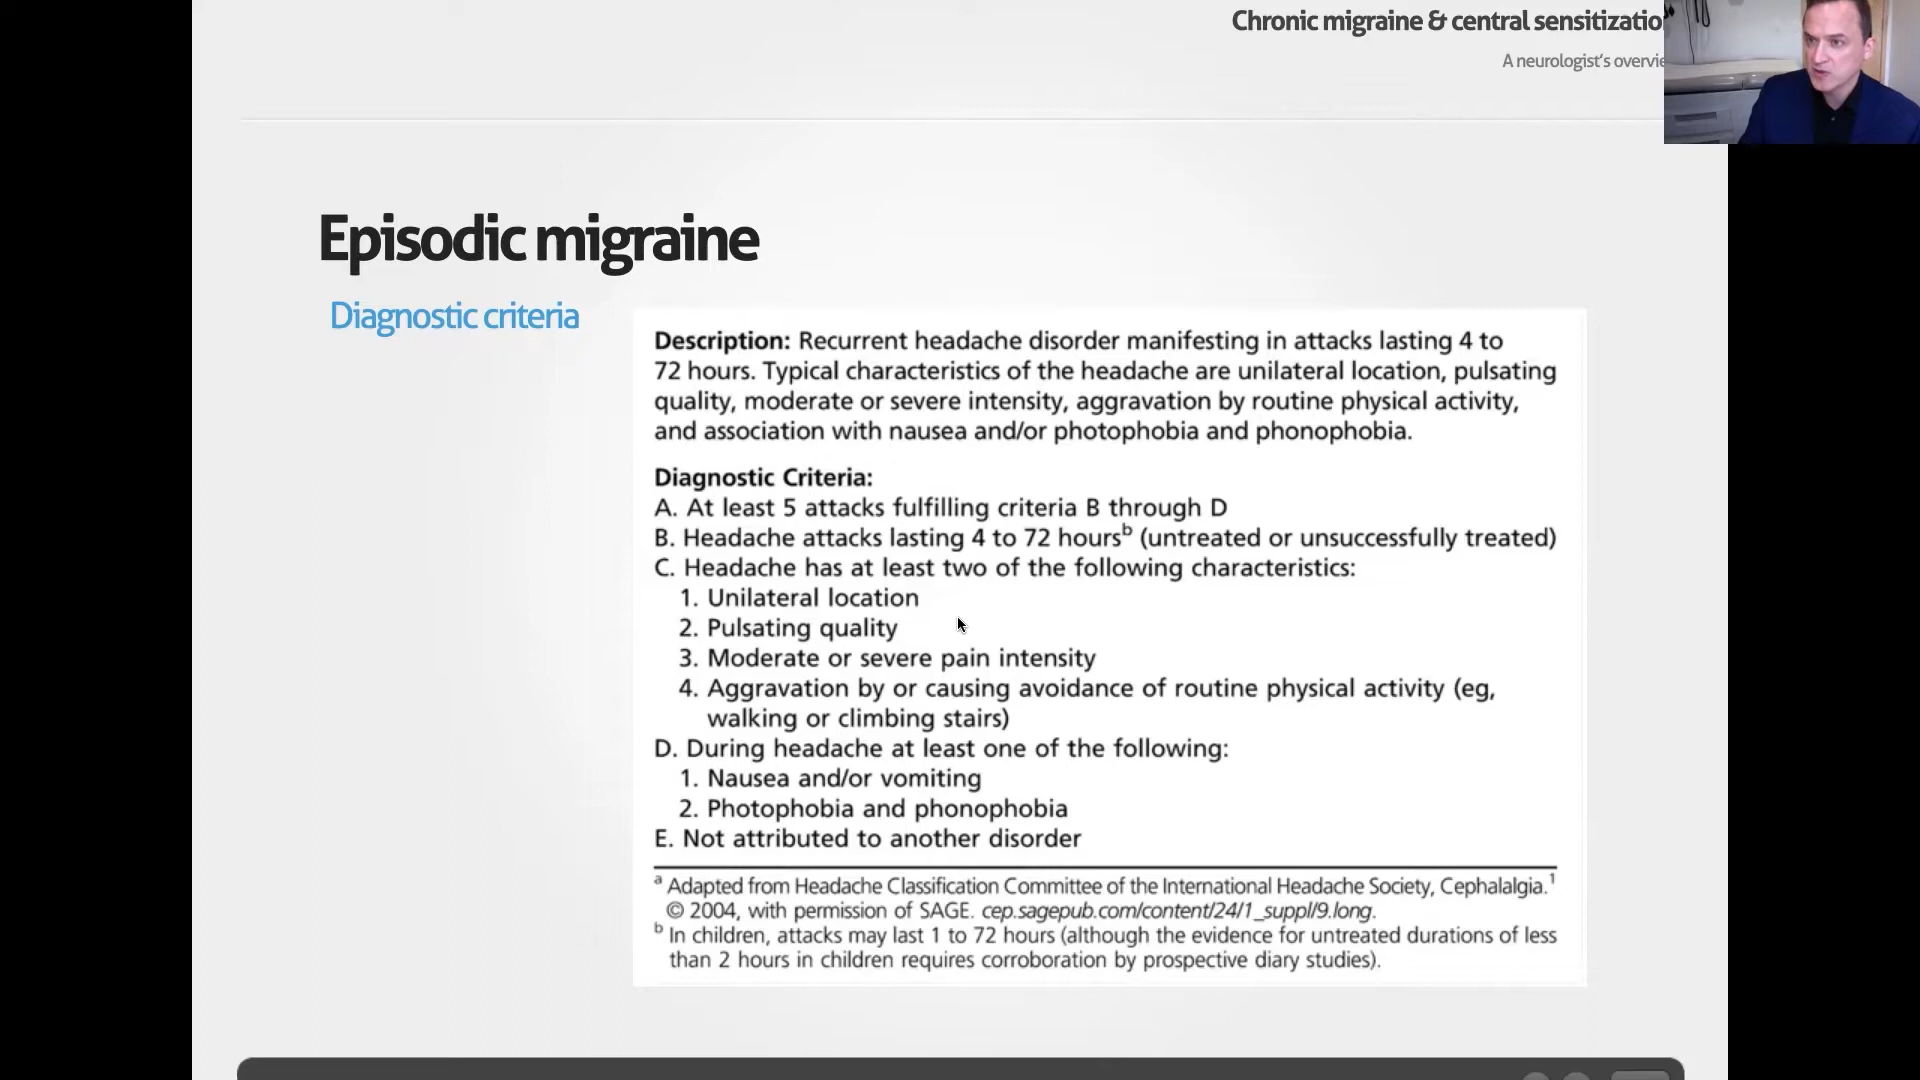 Chronic migraine & central sensitizatio
A neurologist's overvie
Episodic migraine
Diagnostic criteria
Description: Recurrent headache disorder manifesting in attacks lasting 4 to
72 hours. Typical characteristics of the headache are unilateral location, pulsating
quality, moderate or severe intensity, aggravation by routine physical activity,
and association with nausea and/or photophobia and phonophobia.
Diagnostic Criteria:
A. At least 5 attacks fulfilling criteria B through D
B. Headache attacks lasting 4 to 72 hoursᵇ (untreated or unsuccessfully treated)
C. Headache has at least two of the following characteristics:
1. Unilateral location
2. Pulsating quality
3. Moderate or severe pain intensity
4. Aggravation by or causing avoidance of routine physical activity (eg,
walking or climbing stairs)
D. During headache at least one of the following:
1. Nausea and/or vomiting
2. Photophobia and phonophobia
E. Not attributed to another disorder
ᵃ Adapted from Headache Classification Committee of the International Headache Society, Cephalalgia.¹
© 2004, with permission of SAGE. cep.sagepub.com/content/24/1_suppl/9.long.
ᵇ In children, attacks may last 1 to 72 hours (although the evidence for untreated durations of less
than 2 hours in children requires corroboration by prospective diary studies).